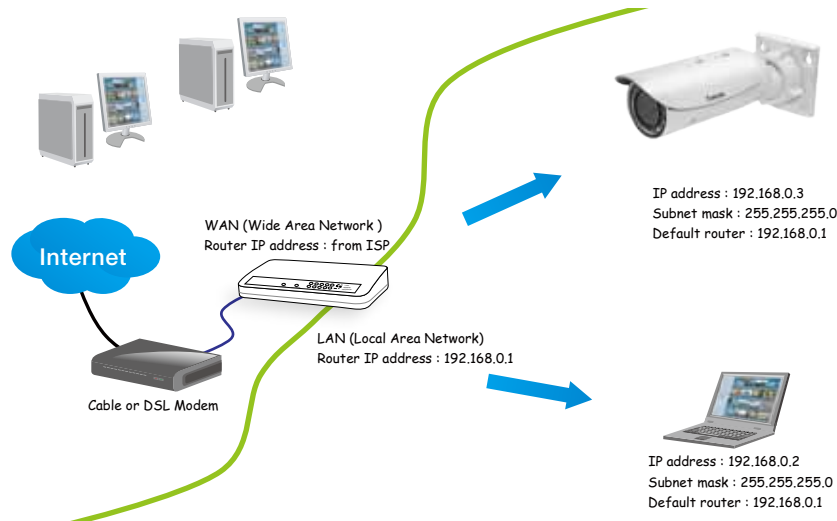 WAN (Wide Area Network )
Router IP address : from ISP
Internet
Cable or DSL Modem
LAN (Local Area Network)
Router IP address : 192.168.0.1
IP address : 192.168.0.3
Subnet mask : 255.255.255.0
Default router : 192.168.0.1
IP address : 192.168.0.2
Subnet mask : 255.255.255.0
Default router : 192.168.0.1